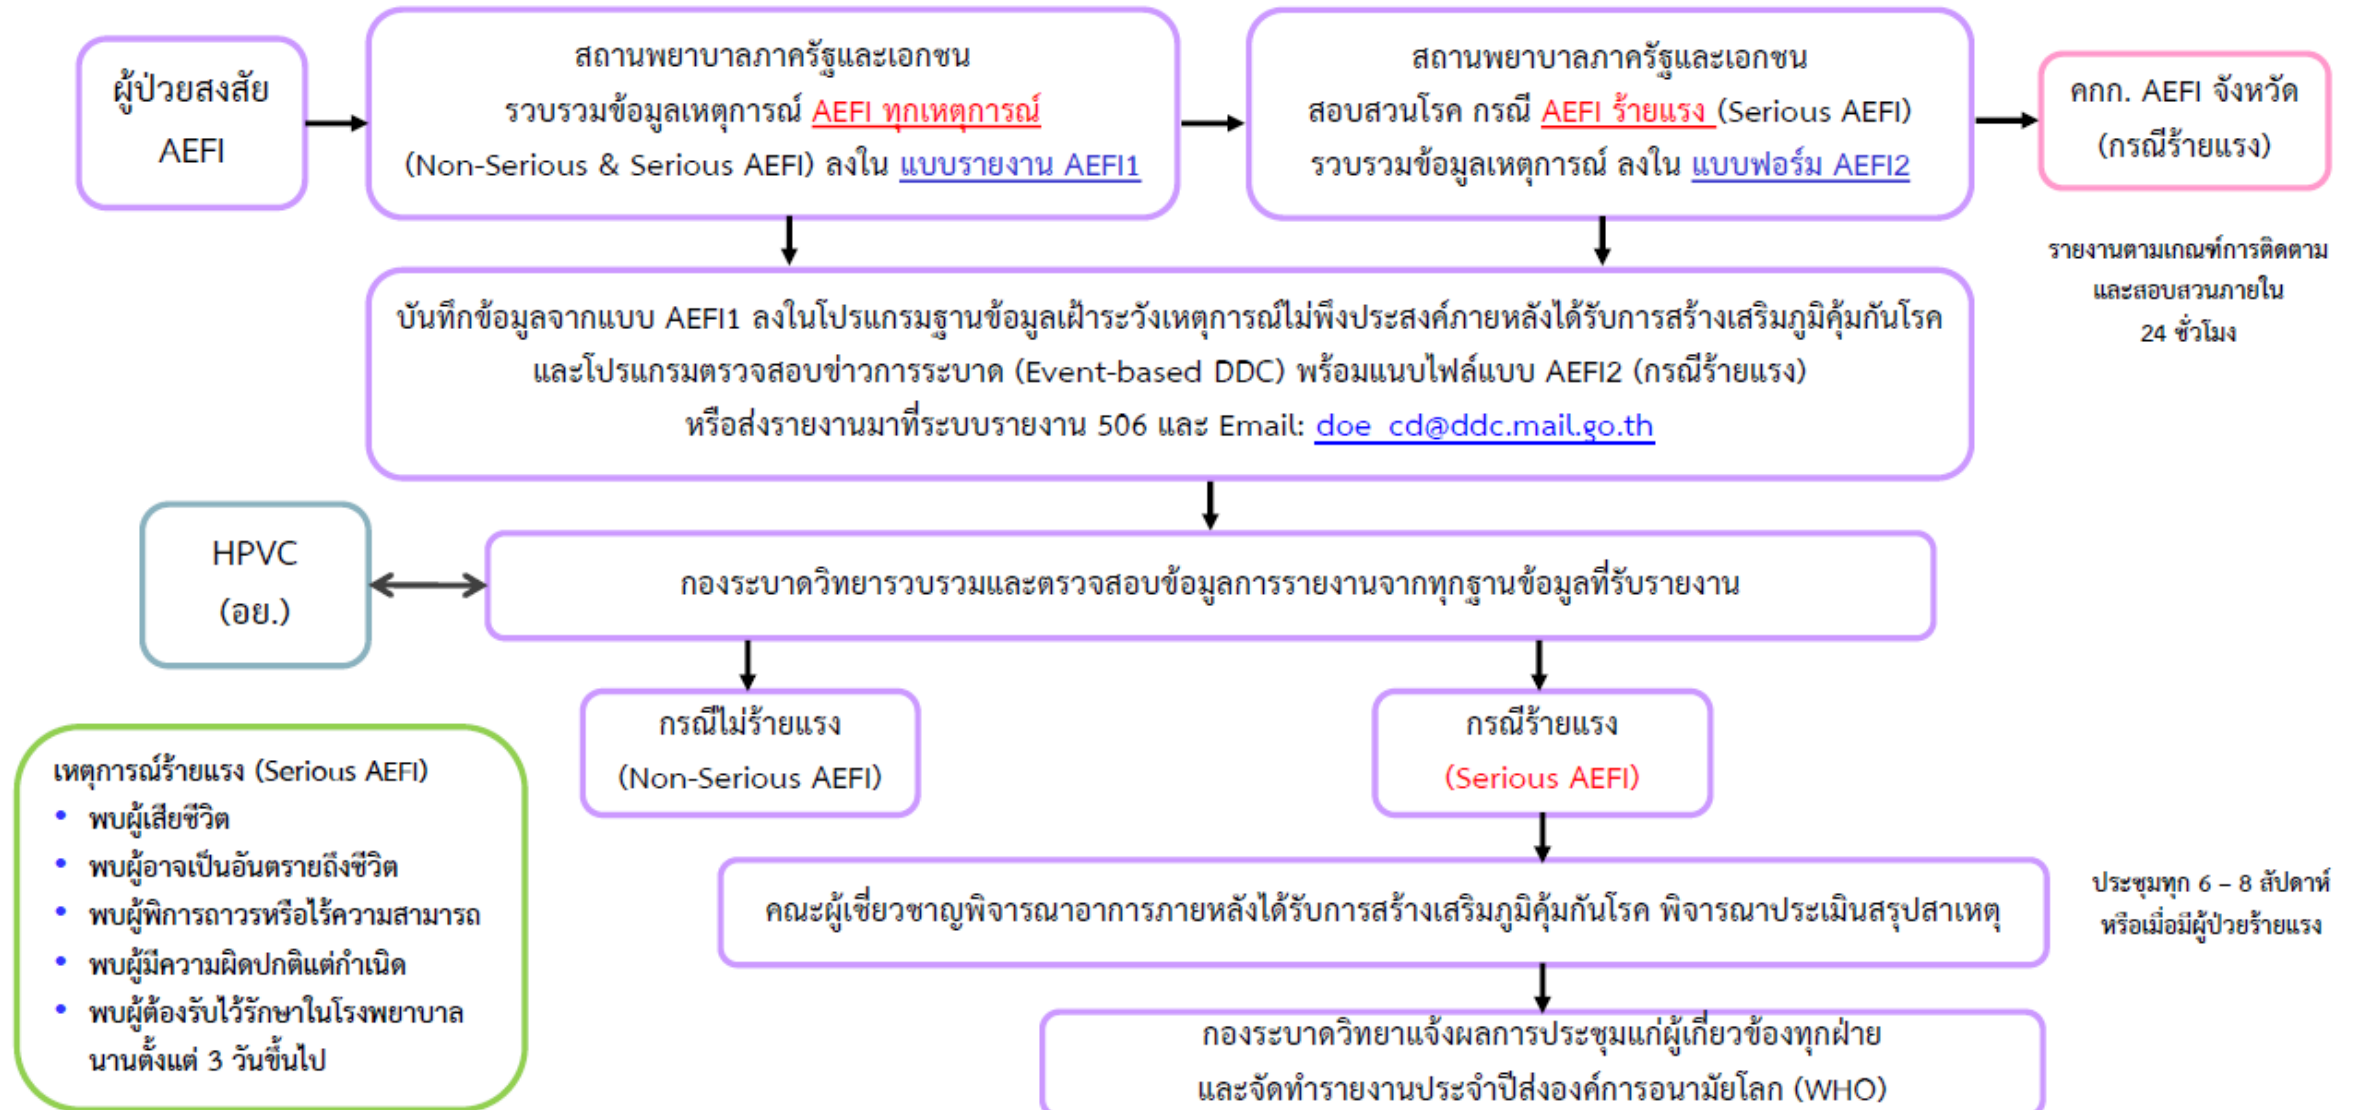 ผู้ป่วยสงสัย
AEFI
สถานพยาบาลภาครัฐและเอกชน
รวบรวมข้อมูลเหตุการณ์ AEFI ทุกเหตุการณ์
(Non-Serious & Serious AEFI) ลงใน แบบรายงาน AEFI1
สถานพยาบาลภาครัฐและเอกชน
สอบสวนโรค กรณี AEFI ร้ายแรง (Serious AEFI)
รวบรวมข้อมูลเหตุการณ์ ลงใน แบบฟอร์ม AEFI2
คกก. AEFI จังหวัด
(กรณีร้ายแรง)
รายงานตามเกณฑ์การติดตาม
และสอบสวนภายใน
24 ชั่วโมง
บันทึกข้อมูลจากแบบ AEFI1 ลงในโปรแกรมฐานข้อมูลเฝ้าระวังเหตุการณ์ไม่พึงประสงค์ภายหลังได้รับการสร้างเสริมภูมิคุ้มกันโรค
และโปรแกรมตรวจสอบข่าวการระบาด (Event-based DDC) พร้อมแนบไฟล์แบบ AEFI2 (กรณีร้ายแรง)
หรือส่งรายงานมาที่ระบบรายงาน 506 และ Email: doe_cd@ddc.mail.go.th
HPVC
(อย.)
กองระบาดวิทยารวบรวมและตรวจสอบข้อมูลการรายงานจากทุกฐานข้อมูลที่รับรายงาน
กรณีไม่ร้ายแรง
(Non-Serious AEFI)
กรณีร้ายแรง
(Serious AEFI)
เหตุการณ์ร้ายแรง (Serious AEFI)
• พบผู้เสียชีวิต
• พบผู้อาจเป็นอันตรายถึงชีวิต
• พบผู้พิการถาวรหรือไร้ความสามารถ
• พบผู้มีความผิดปกติแต่กำเนิด
• พบผู้ต้องรับไว้รักษาในโรงพยาบาล
นานตั้งแต่ 3 วันขึ้นไป
คณะผู้เชี่ยวชาญพิจารณาอาการภายหลังได้รับการสร้างเสริมภูมิคุ้มกันโรค พิจารณาประเมินสรุปสาเหตุ
ประชุมทุก 6 – 8 สัปดาห์
หรือเมื่อมีผู้ป่วยร้ายแรง
กองระบาดวิทยาแจ้งผลการประชุมแก่ผู้เกี่ยวข้องทุกฝ่าย
และจัดทำรายงานประจำปีส่งองค์การอนามัยโลก (WHO)